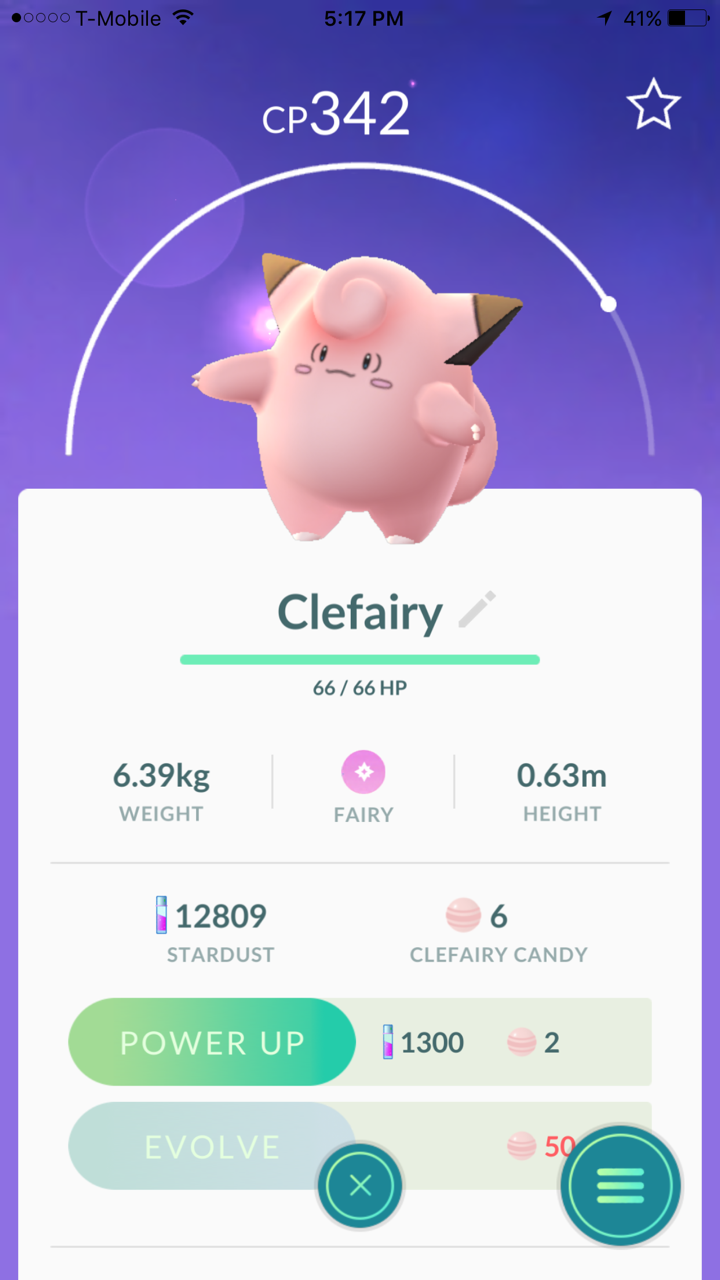 T-Mobile 5:17 PM 41%
CP342
Clefairy
66 / 66 HP
6.39kg 0.63m
WEIGHT FAIRY HEIGHT
12809 6
STARDUST CLEFAIRY CANDY
POWER UP 1300 2
EVOLVE 50